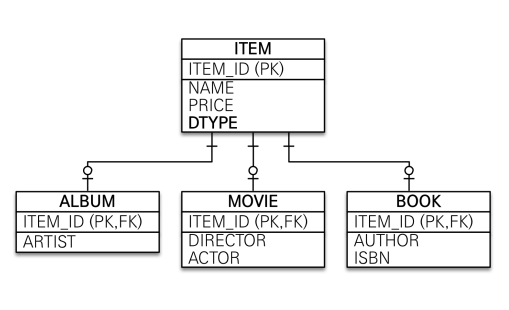 ITEM
ITEM_ID (PK)
NAME
PRICE
DTYPE
ALBUM
ITEM_ID (PK,FK)
ARTIST
MOVIE
ITEM_ID (PK,FK)
DIRECTOR
ACTOR
BOOK
ITEM_ID (PK,FK)
AUTHOR
ISBN